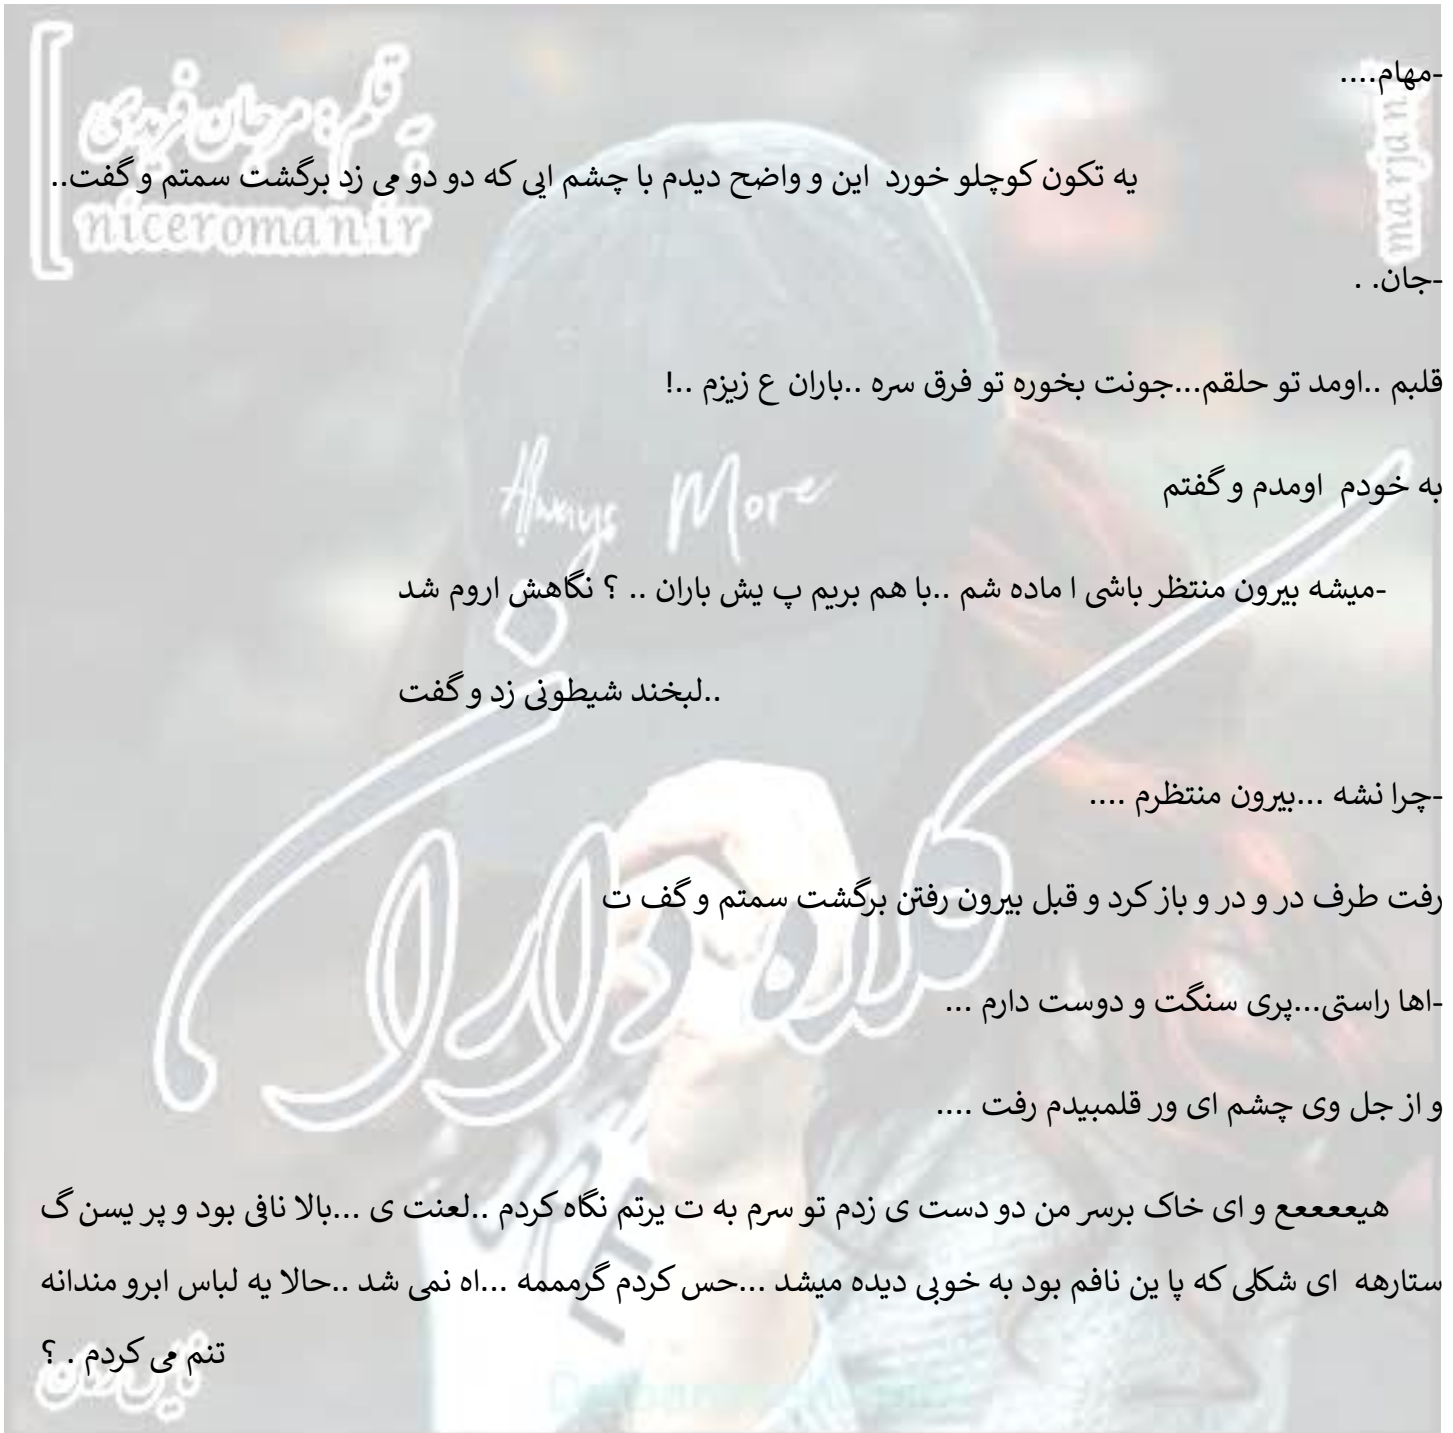 قلم : مرجان فریدی
niceroman.ir
marjan
-مهام....
یه تکون کوچلو خورد این و واضح دیدم با چشم ایی که دو دو می زد برگشت سمتم و گفت..
-جان. .
قلبم ..اومد تو حلقم...جونت بخوره تو فرق سره ..باران ع زیزم ..!
Always More
به خودم اومدم و گفتم
-میشه بیرون منتظر باشی ا ماده شم ..با هم بریم پ یش باران .. ؟ نگاهش اروم شد
..لبخند شیطونی زد و گفت
-چرا نشه ...بیرون منتظرم ....
رفت طرف در و در و باز کرد و قبل بیرون رفتن برگشت سمتم و گف ت
کلاه داران
-اها راستی...پری سنگت و دوست دارم ...
و از جل وی چشم ای ور قلمبیدم رفت ....
هیععععع و ای خاک برسر من دو دست ی زدم تو سرم به ت یرتم نگاه کردم ..لعنت ی ...بالا نافی بود و پر یسن گ
ستارهه ای شکلی که پا ین نافم بود به خوبی دیده میشد ...حس کردم گرمممه ...اه نمی شد ..حالا یه لباس ابرو مندانه
تنم می کردم . ؟
نایس رمان